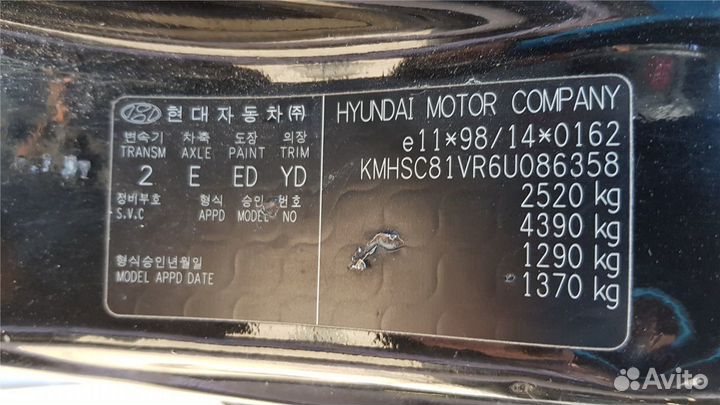 현대자동차(주)
변속기 차축 도장 외장
TRANSM AXLE PAINT TRIM
2 E ED YD
정비부호 형식 승인 번호
S.V.C APPD MODEL NO
형식승인년월일
MODEL APPD DATE
HYUNDAI MOTOR COMPANY
e11*98/14*0162
KMHSC81VR6U086358
2520 kg
4390 kg
1290 kg
1370 kg
Avito